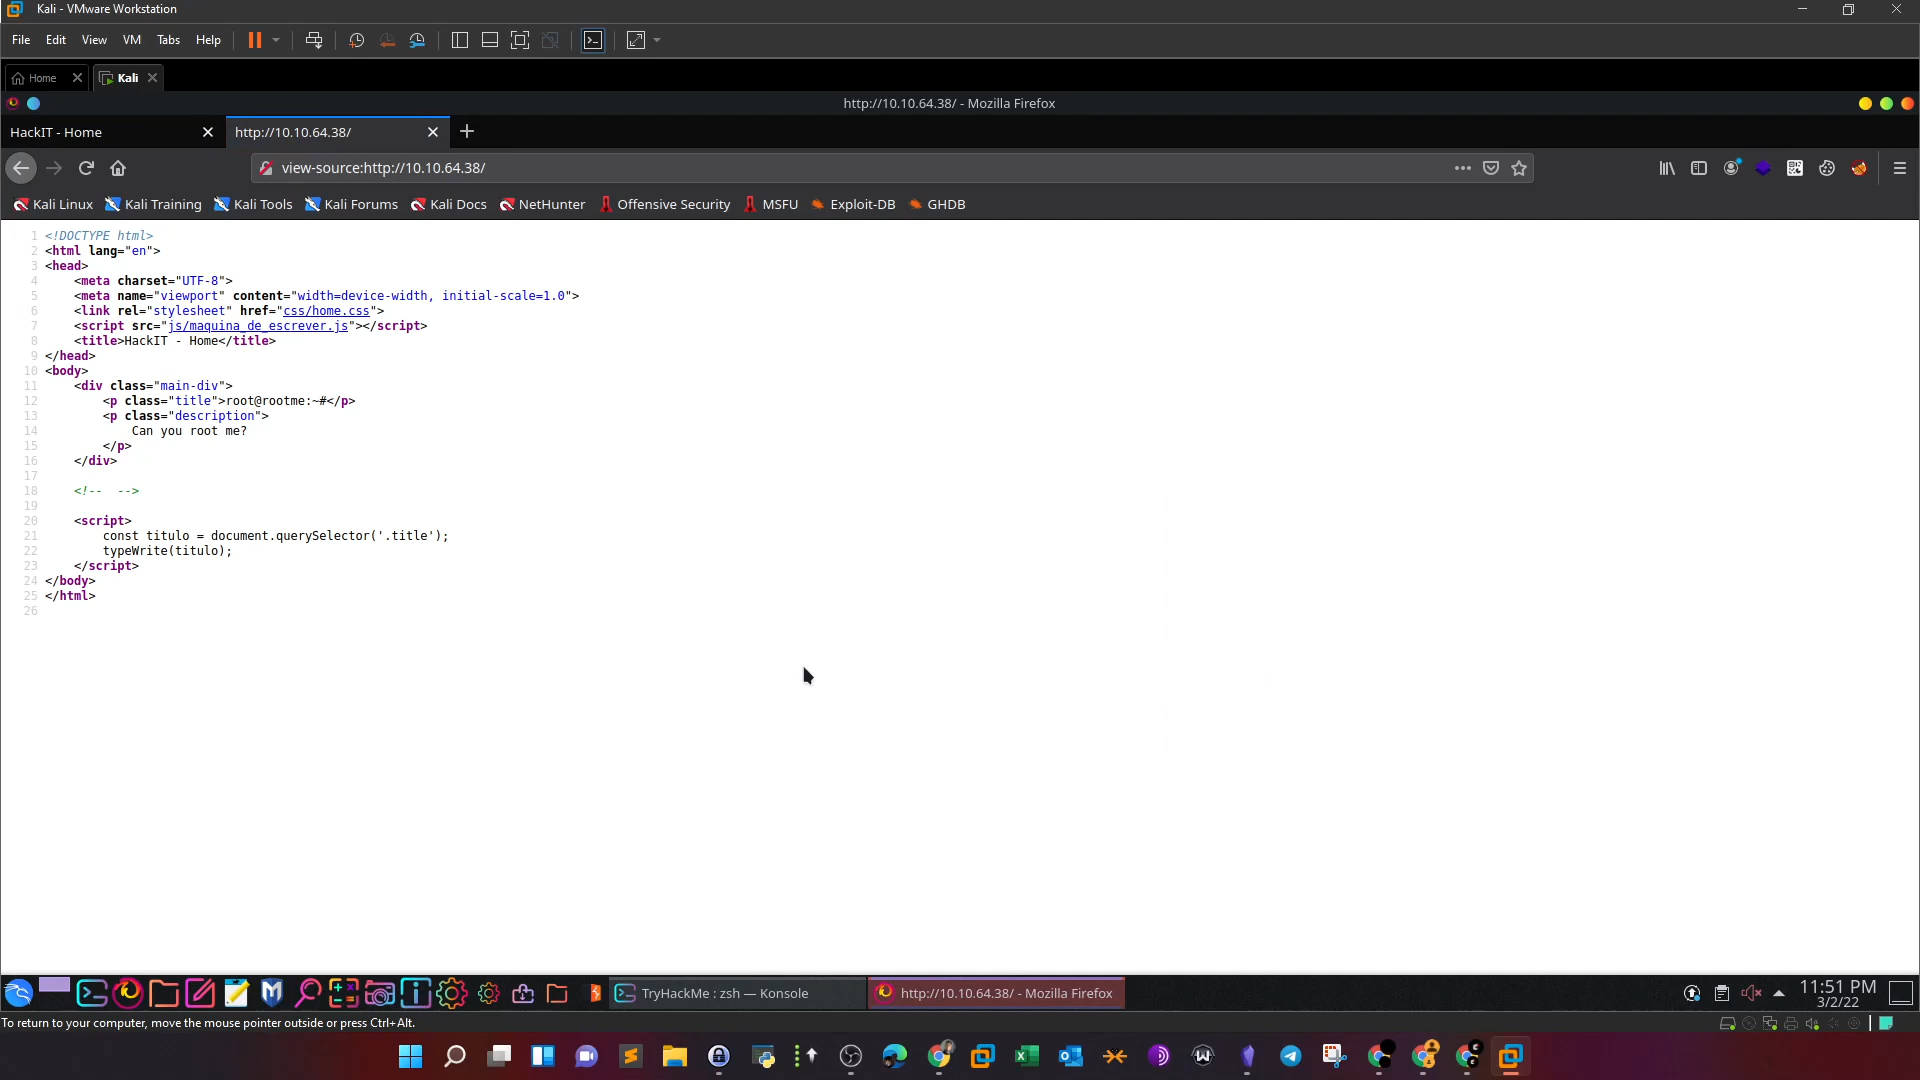 Kali - VMware Workstation
File Edit View VM Tabs Help
Home Kali
http://10.10.64.38/ - Mozilla Firefox
HackIT - Home http://10.10.64.38/
view-source:http://10.10.64.38/
Kali Linux Kali Training Kali Tools Kali Forums Kali Docs NetHunter Offensive Security MSFU Exploit-DB GHDB
1 <!DOCTYPE html>
2 <html lang="en">
3 <head>
4     <meta charset="UTF-8">
5     <meta name="viewport" content="width=device-width, initial-scale=1.0">
6     <link rel="stylesheet" href="css/home.css">
7     <script src="js/maquina_de_escrever.js"></script>
8     <title>HackIT - Home</title>
9 </head>
10 <body>
11     <div class="main-div">
12         <p class="title">root@rootme:~#</p>
13         <p class="description">
14             Can you root me?
15         </p>
16     </div>
17
18     <!--  -->
19
20     <script>
21         const titulo = document.querySelector('.title');
22         typeWrite(titulo);
23     </script>
24 </body>
25 </html>
26
TryHackMe : zsh — Konsole http://10.10.64.38/ - Mozilla Firefox 11:51 PM
3/2/22
To return to your computer, move the mouse pointer outside or press Ctrl+Alt.